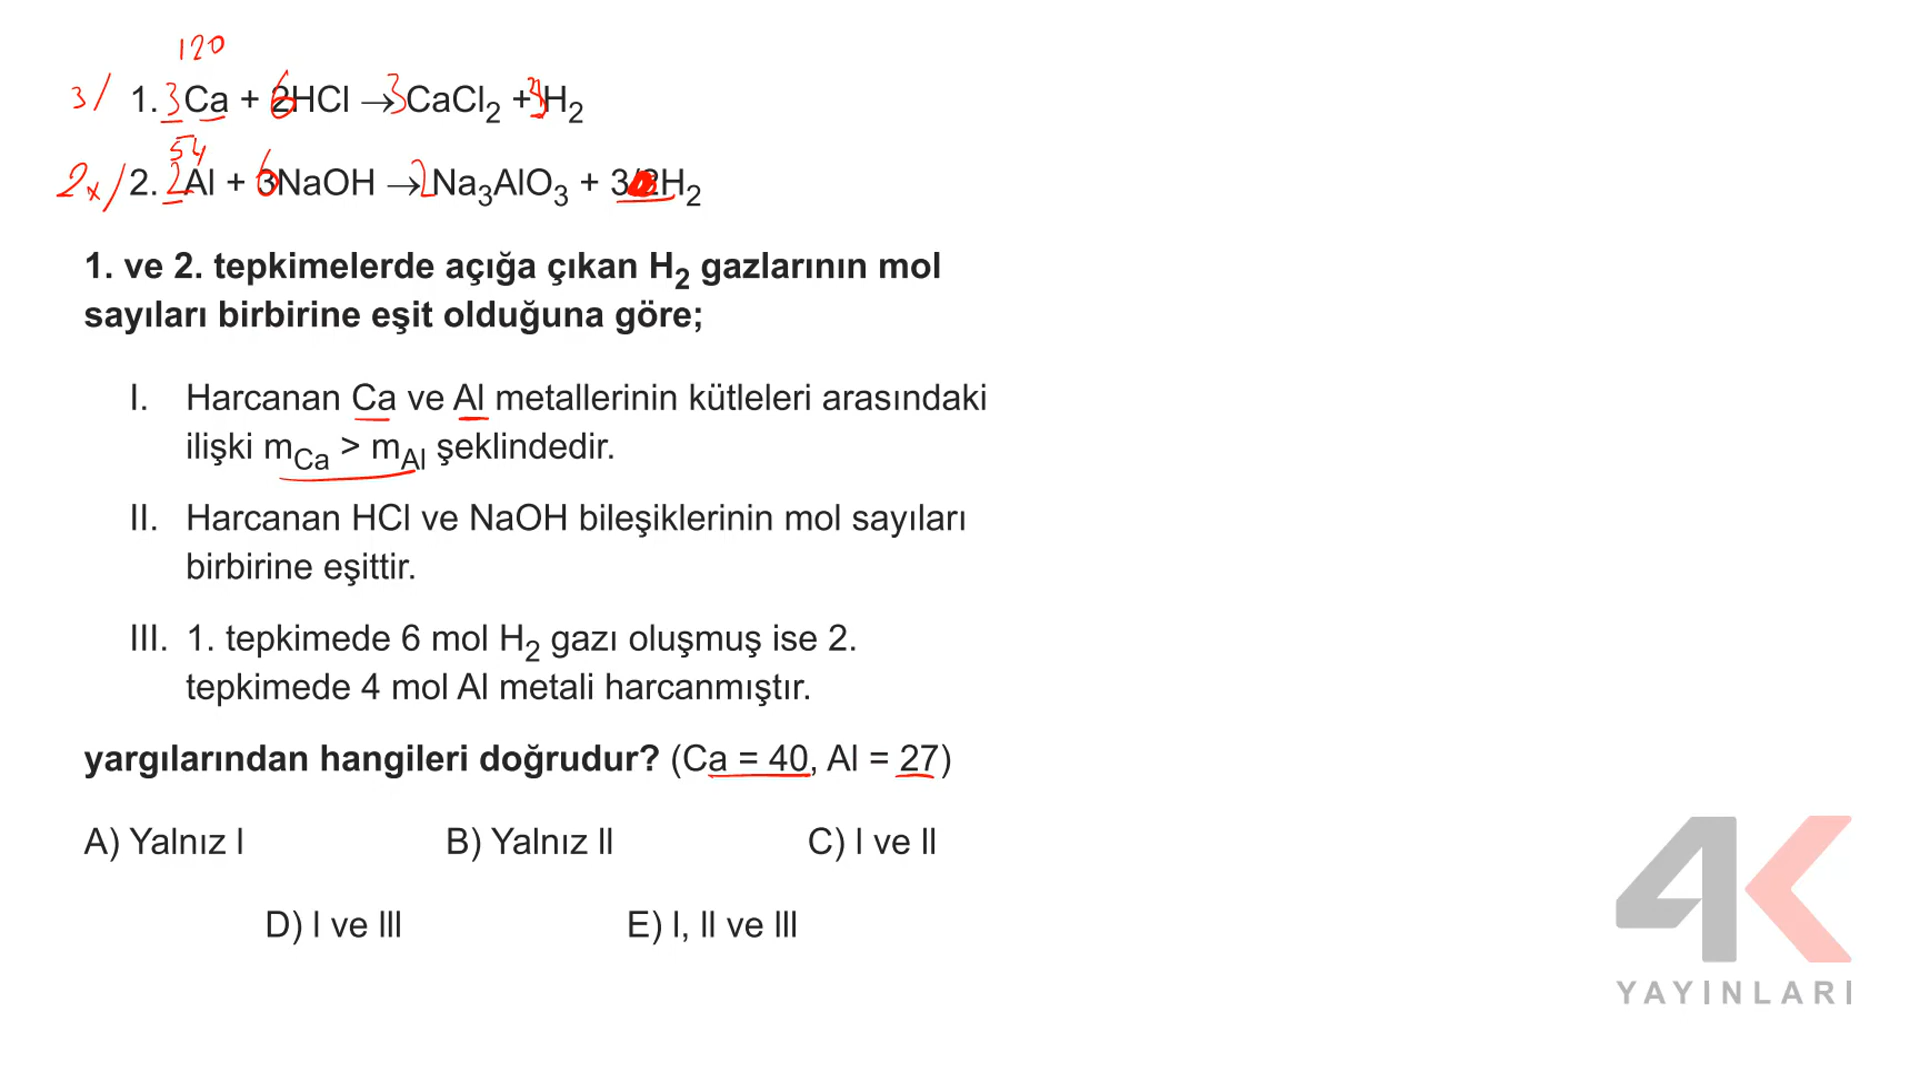 120
3/ 1. 3Ca + 6HCl → 3CaCl₂ + 3H₂
54
2x/ 2. 2Al + 6NaOH → 2Na₃AlO₃ + 3H₂
1. ve 2. tepkimelerde açığa çıkan H₂ gazlarının mol
sayıları birbirine eşit olduğuna göre;
I. Harcanan Ca ve Al metallerinin kütleleri arasındaki
ilişki mCa > mAl şeklindedir.
II. Harcanan HCl ve NaOH bileşiklerinin mol sayıları
birbirine eşittir.
III. 1. tepkimede 6 mol H₂ gazı oluşmuş ise 2.
tepkimede 4 mol Al metali harcanmıştır.
yargılarından hangileri doğrudur? (Ca = 40, Al = 27)
A) Yalnız I B) Yalnız II C) I ve II
D) I ve III E) I, II ve III
4K
YAYINLARI